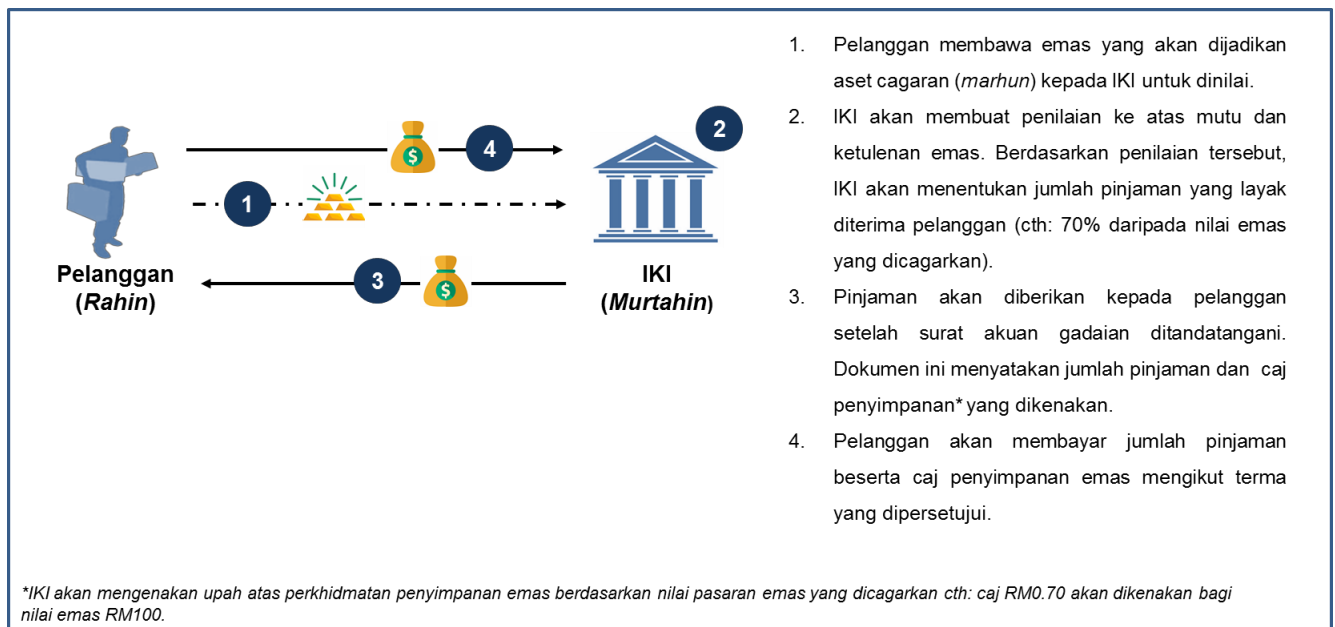 4
2
1
3
Pelanggan
(Rahin)
IKI
(Murtahin)
1. Pelanggan membawa emas yang akan dijadikan
aset cagaran (marhun) kepada IKI untuk dinilai.
2. IKI akan membuat penilaian ke atas mutu dan
ketulenan emas. Berdasarkan penilaian tersebut,
IKI akan menentukan jumlah pinjaman yang layak
diterima pelanggan (cth: 70% daripada nilai emas
yang dicagarkan).
3. Pinjaman akan diberikan kepada pelanggan
setelah surat akuan gadaian ditandatangani.
Dokumen ini menyatakan jumlah pinjaman dan caj
penyimpanan* yang dikenakan.
4. Pelanggan akan membayar jumlah pinjaman
beserta caj penyimpanan emas mengikut terma
yang dipersetujui.
*IKI akan mengenakan upah atas perkhidmatan penyimpanan emas berdasarkan nilai pasaran emas yang dicagarkan cth: caj RM0.70 akan dikenakan bagi
nilai emas RM100.